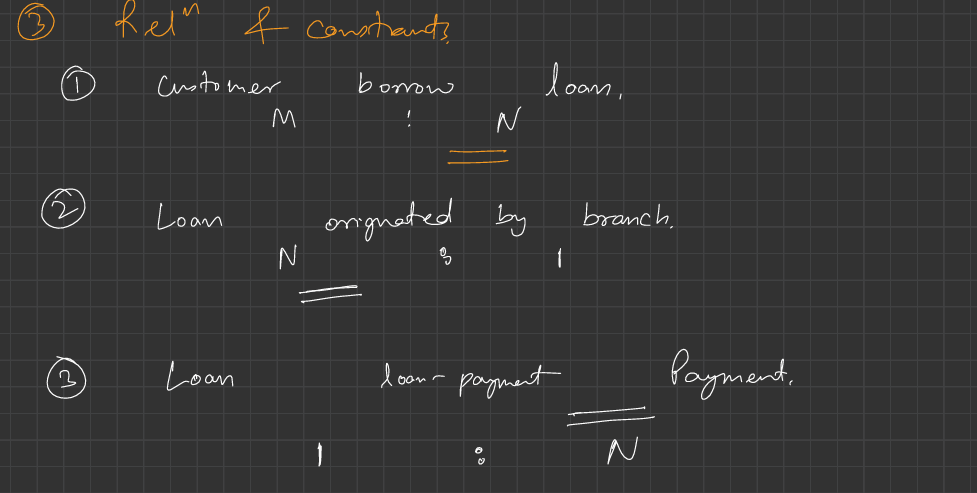 ③ Relⁿ & constraints
① Customer borrow loan.
M : N
② Loan originated by branch.
N : 1
③ Loan loan-payment Payment.
1 : N